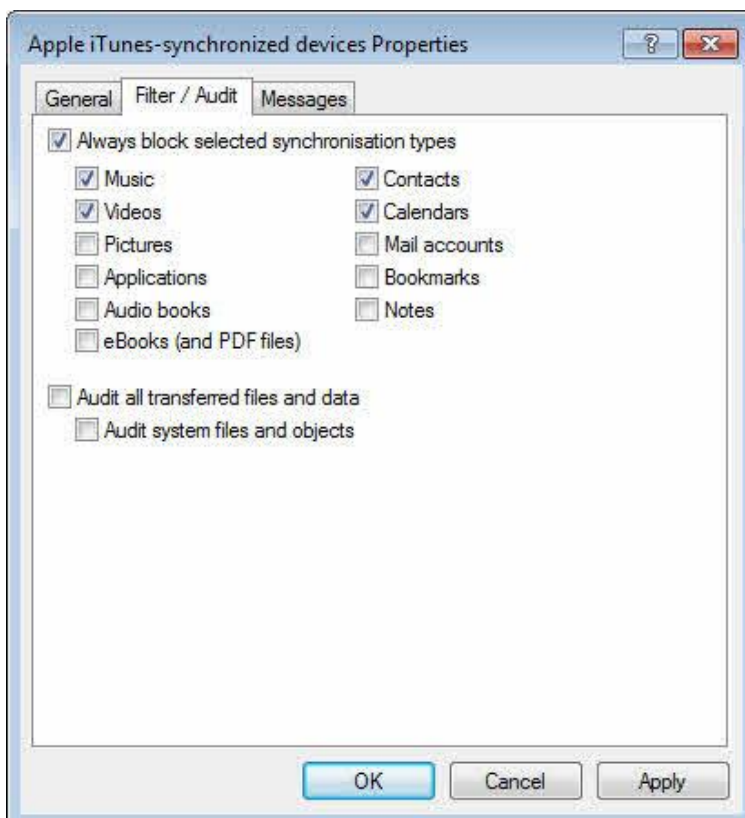 Apple iTunes-synchronized devices Properties
General Filter / Audit Messages
Always block selected synchronisation types
Music Contacts
Videos Calendars
Pictures Mail accounts
Applications Bookmarks
Audio books Notes
eBooks (and PDF files)
Audit all transferred files and data
Audit system files and objects
OK Cancel Apply